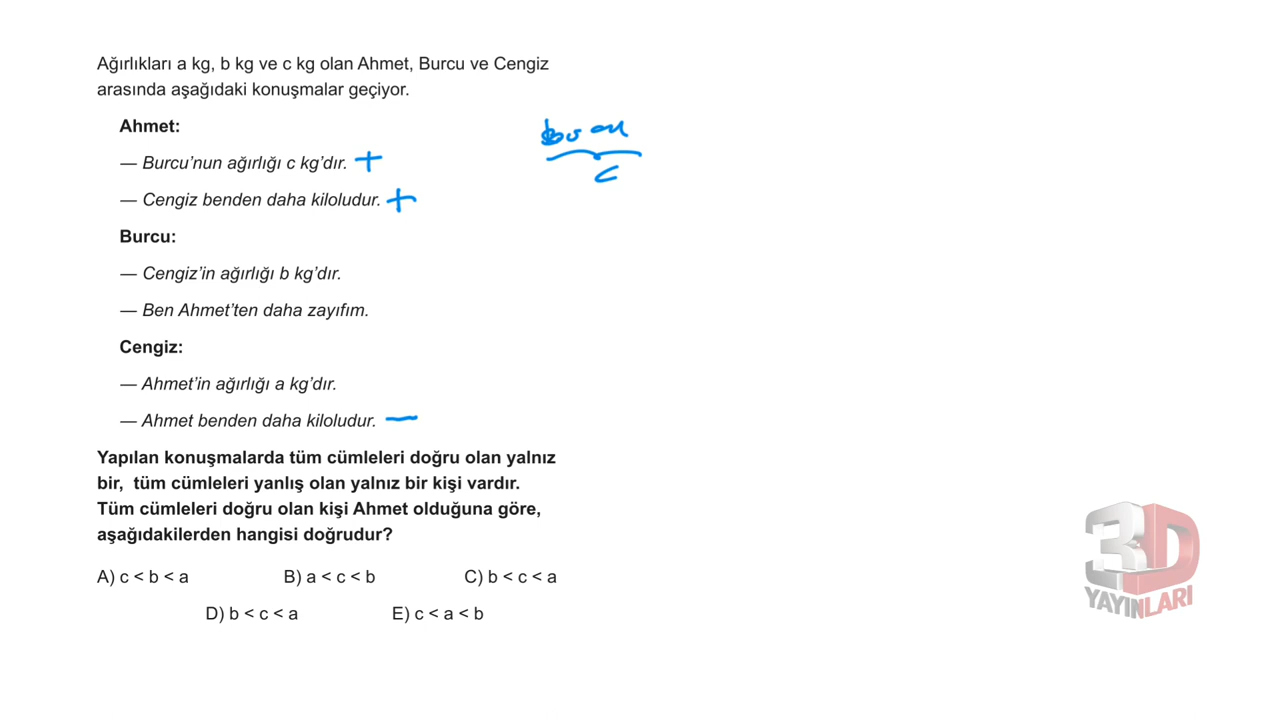 Ağırlıkları a kg, b kg ve c kg olan Ahmet, Burcu ve Cengiz
arasında aşağıdaki konuşmalar geçiyor.
Ahmet:
— Burcu’nun ağırlığı c kg’dır. +
— Cengiz benden daha kiloludur. +
Burcu:
— Cengiz’in ağırlığı b kg’dır.
— Ben Ahmet’ten daha zayıfım.
Cengiz:
— Ahmet’in ağırlığı a kg’dır.
— Ahmet benden daha kiloludur. —
Yapılan konuşmalarda tüm cümleleri doğru olan yalnız
bir, tüm cümleleri yanlış olan yalnız bir kişi vardır.
Tüm cümleleri doğru olan kişi Ahmet olduğuna göre,
aşağıdakilerden hangisi doğrudur?
A) c < b < a B) a < c < b C) b < c < a
D) b < c < a E) c < a < b
c
3D
YAYINLARI